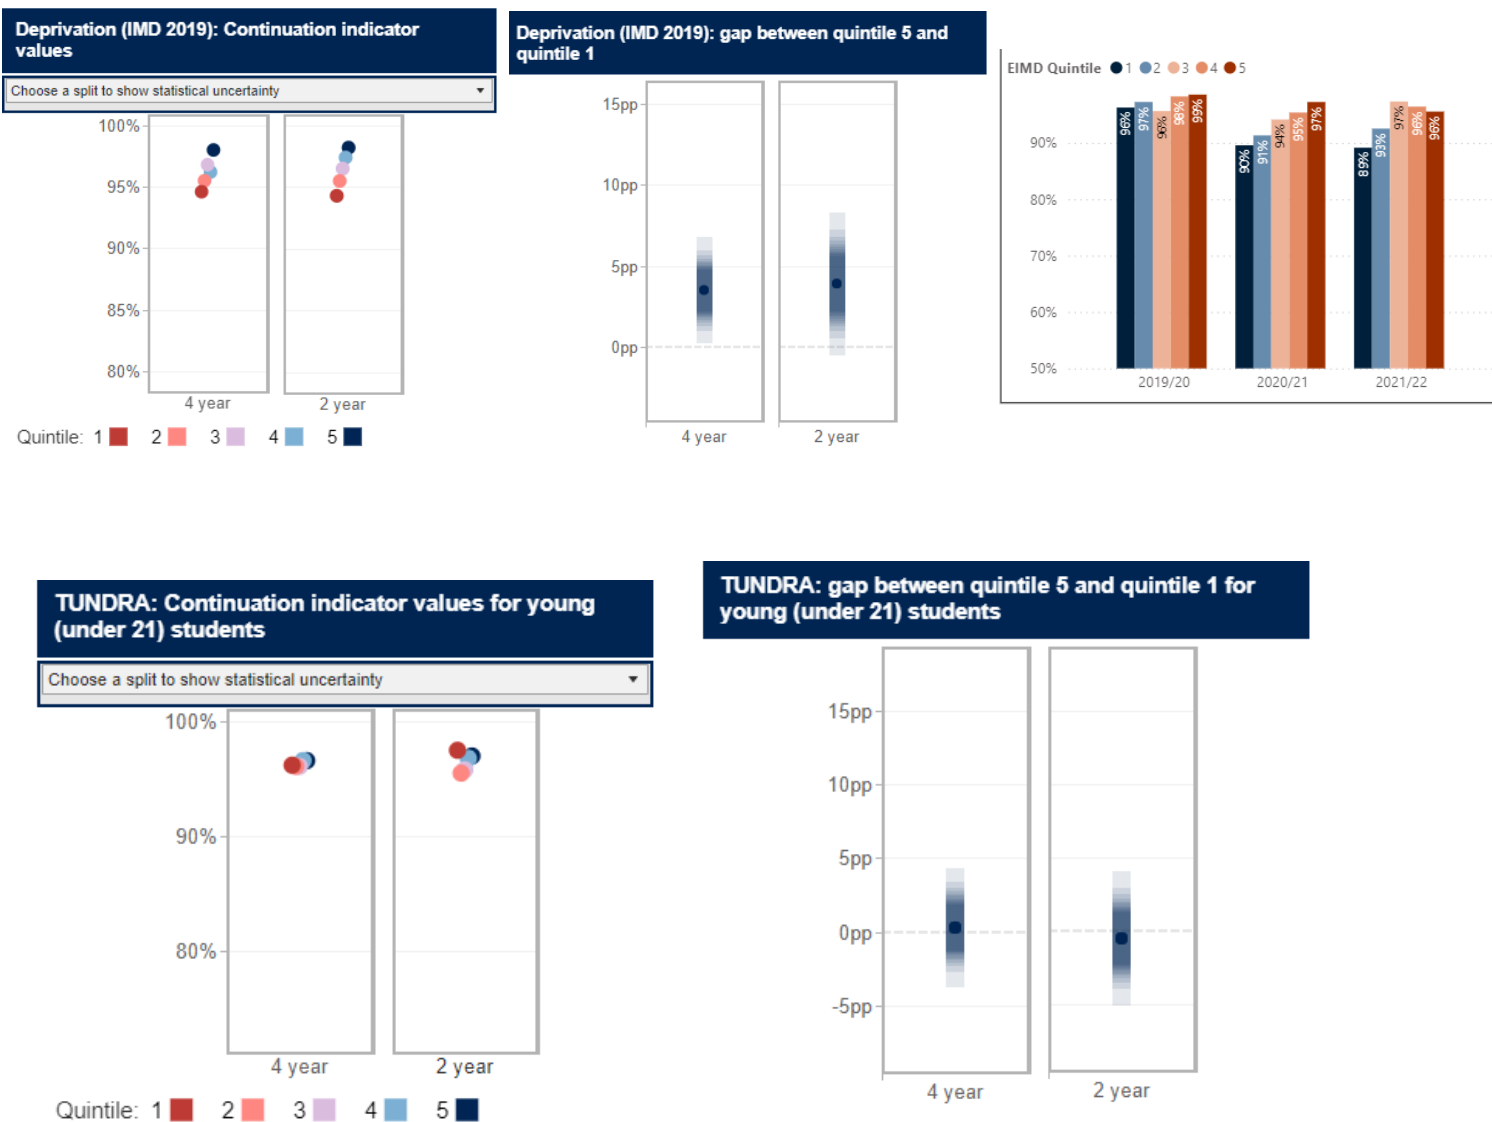 Deprivation (IMD 2019): Continuation indicator
values
Choose a split to show statistical uncertainty
100%
95%
90%
85%
80%
4 year
2 year
Quintile: 1 2 3 4 5
Deprivation (IMD 2019): gap between quintile 5 and
quintile 1
15pp
10pp
5pp
0pp
4 year
2 year
EIMD Quintile 1 2 3 4 5
90%
80%
70%
60%
50%
96%
97%
96%
98%
99%
90%
91%
94%
95%
97%
89%
93%
97%
96%
96%
2019/20
2020/21
2021/22
TUNDRA: Continuation indicator values for young
(under 21) students
Choose a split to show statistical uncertainty
100%
90%
80%
4 year
2 year
Quintile: 1 2 3 4 5
TUNDRA: gap between quintile 5 and quintile 1 for
young (under 21) students
15pp
10pp
5pp
0pp
-5pp
4 year
2 year